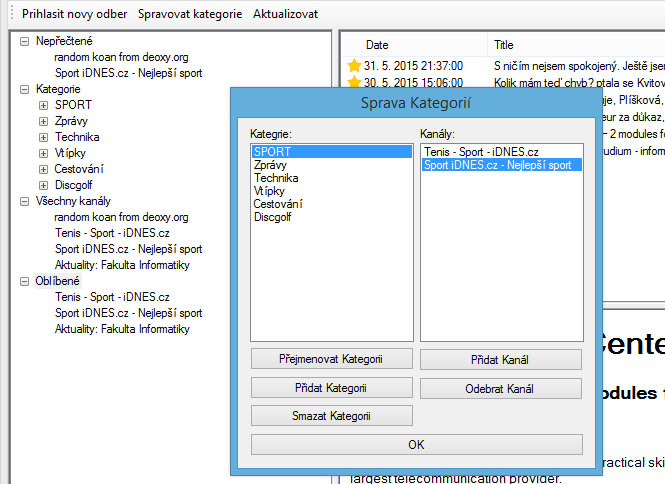 Prihlasit novy odber Spravovat kategorie Aktualizovat
Nepřečtené
random koan from deoxy.org
Sport iDNES.cz - Nejlepší sport
Kategorie
SPORT
Zprávy
Technika
Vtípky
Cestování
Discgolf
Všechny kanály
random koan from deoxy.org
Tenis - Sport - iDNES.cz
Sport iDNES.cz - Nejlepší sport
Aktuality: Fakulta Informatiky
Oblíbené
Tenis - Sport - iDNES.cz
Sport iDNES.cz - Nejlepší sport
Aktuality: Fakulta Informatiky
Date Title
31. 5. 2015 21:37:00 S ničím nejsem spokojený. Ještě jsem
30. 5. 2015 15:06:00 Kolik mám teď chyb? ptala se Kvitov
je, Plíšková,
eur za důkaz,
– 2 modules f
udium - infom
Sprava Kategorií
Kategrie:
SPORT
Zprávy
Technika
Vtípky
Cestování
Discgolf
Kanály:
Tenis - Sport - iDNES.cz
Sport iDNES.cz - Nejlepší sport
Přejmenovat Kategorii
Přidat Kanál
Přidat Kategorii
Odebrat Kanál
Smazat Kategorii
OK
Cente
odules f
ractical ski
largest telecommunication provider.